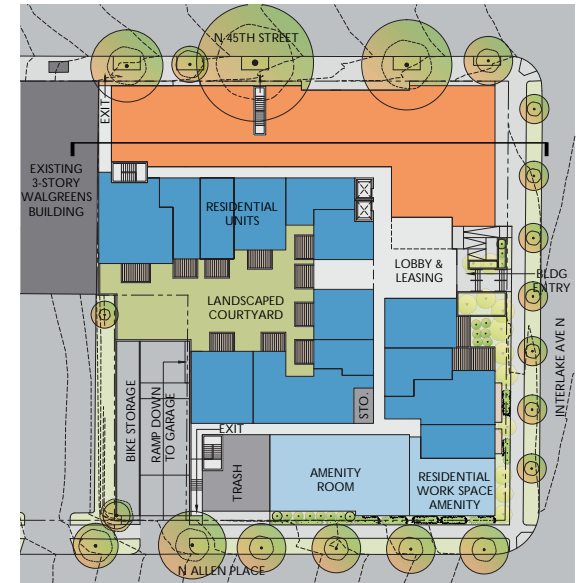 N 45TH STREET
EXIT
EXISTING
3-STORY
WALGREENS
BUILDING
RESIDENTIAL
UNITS
LOBBY &
LEASING
BLDG
ENTRY
LANDSCAPED
COURTYARD
INTERLAKE AVE N
BIKE STORAGE
RAMP DOWN
TO GARAGE
STO.
EXIT
TRASH
AMENITY
ROOM
RESIDENTIAL
WORK SPACE
AMENITY
N ALLEN PLACE